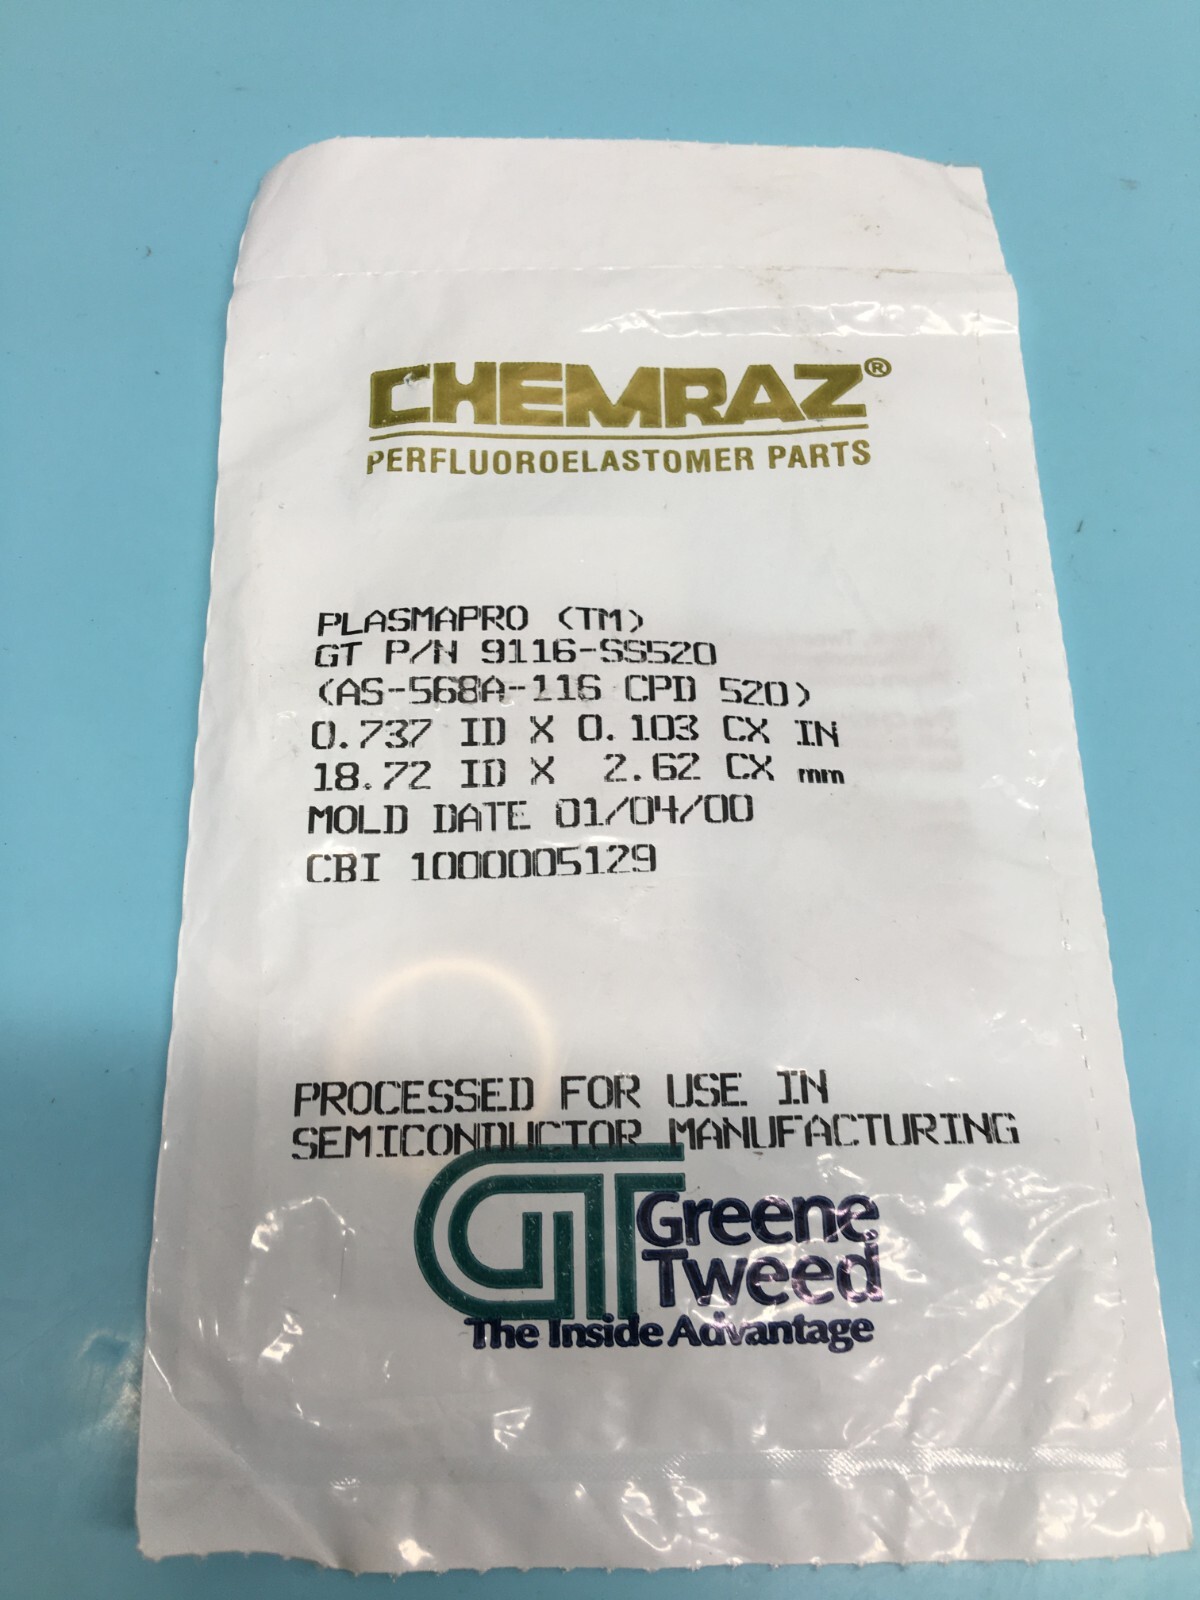 CHEMRAZ®
PERFLUOROELASTOMER PARTS
PLASMAPRO (TM)
GT P/N 9116-SS520
(AS-568A-116 CPD 520)
0.737 ID X 0.103 CX IN
18.72 ID X 2.62 CX mm
MOLD DATE 01/04/00
CBI 1000005129
PROCESSED FOR USE IN
SEMICONDUCTOR MANUFACTURING
GT Greene
Tweed
The Inside Advantage